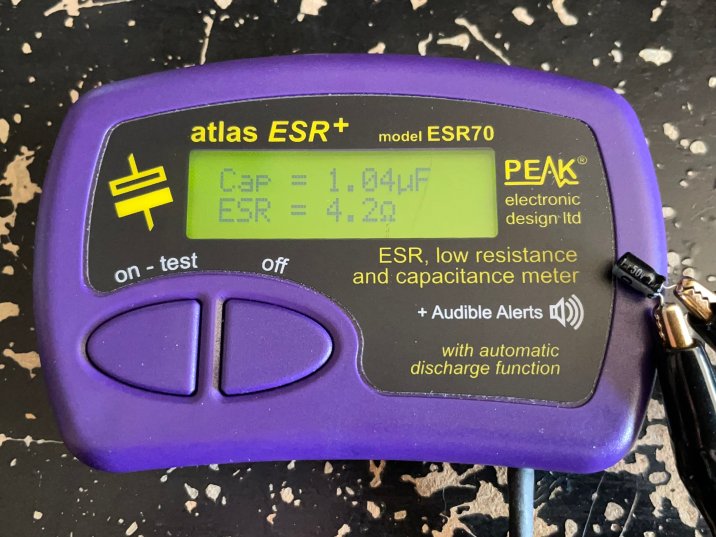 atlas ESR+ model ESR70
Cap = 1.04µF
ESR = 4.2Ω
PEAK®
electronic
design ltd
on - test
off
ESR, low resistance
and capacitance meter
+ Audible Alerts
with automatic
discharge function
50V